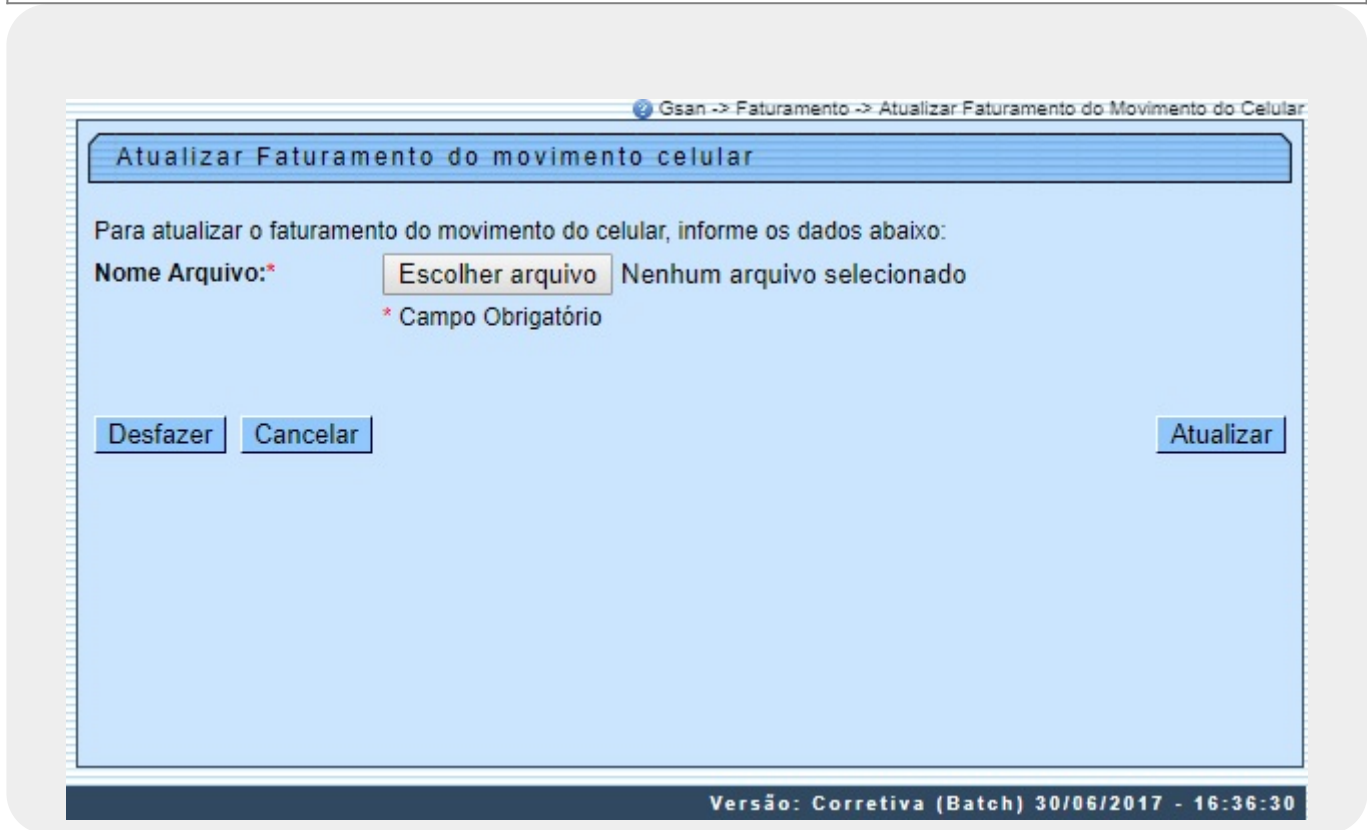 Gsan -> Faturamento -> Atualizar Faturamento do Movimento do Celular
Atualizar Faturamento do movimento celular
Para atualizar o faturamento do movimento do celular, informe os dados abaixo:
Nome Arquivo:* Escolher arquivo Nenhum arquivo selecionado
* Campo Obrigatório
Desfazer Cancelar Atualizar
Versão: Corretiva (Batch) 30/06/2017 - 16:36:30